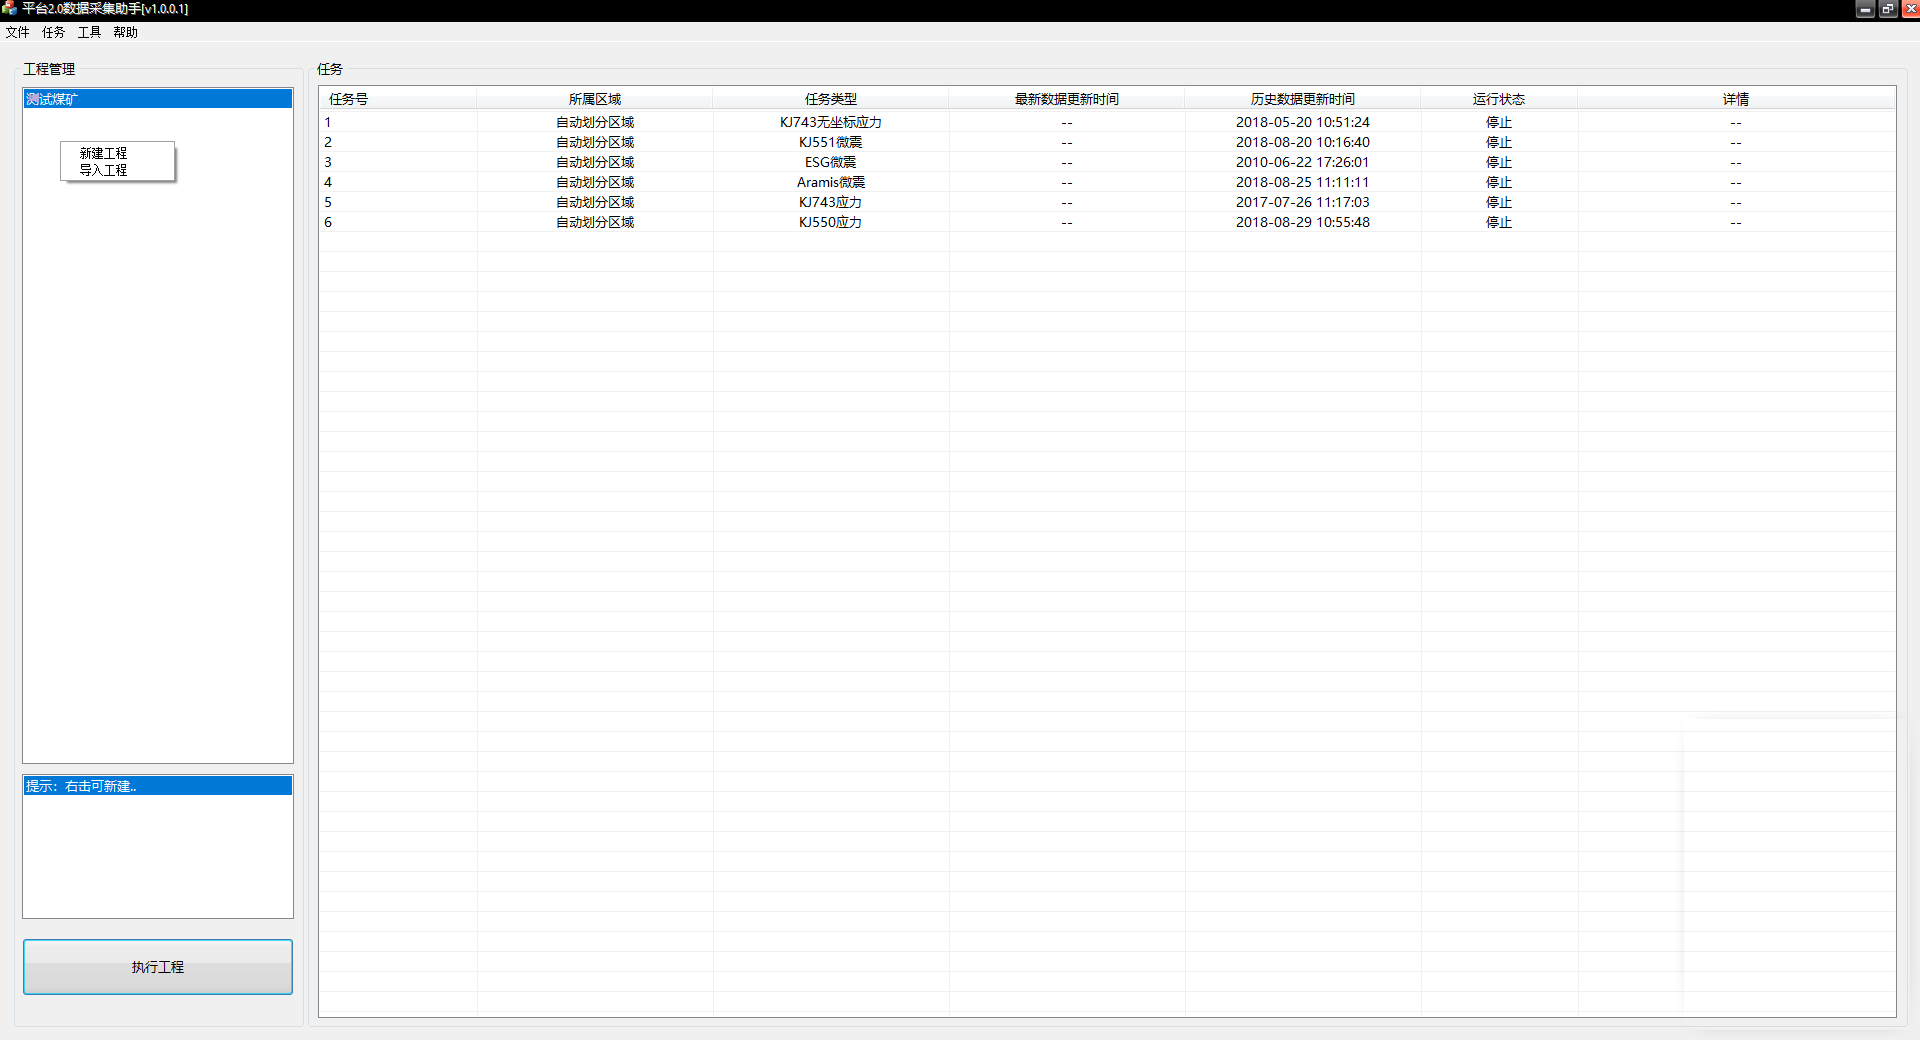 平台2.0数据采集助手[v1.0.0.1]
文件 任务 工具 帮助
工程管理
测试煤矿
新建工程
导入工程
提示：右击可新建..
执行工程
任务
任务号 所属区域 任务类型 最新数据更新时间 历史数据更新时间 运行状态 详情
1 自动划分区域 KJ743无坐标应力 -- 2018-05-20 10:51:24 停止 --
2 自动划分区域 KJ551微震 -- 2018-08-20 10:16:40 停止 --
3 自动划分区域 ESG微震 -- 2010-06-22 17:26:01 停止 --
4 自动划分区域 Aramis微震 -- 2018-08-25 11:11:11 停止 --
5 自动划分区域 KJ743应力 -- 2017-07-26 11:17:03 停止 --
6 自动划分区域 KJ550应力 -- 2018-08-29 10:55:48 停止 --